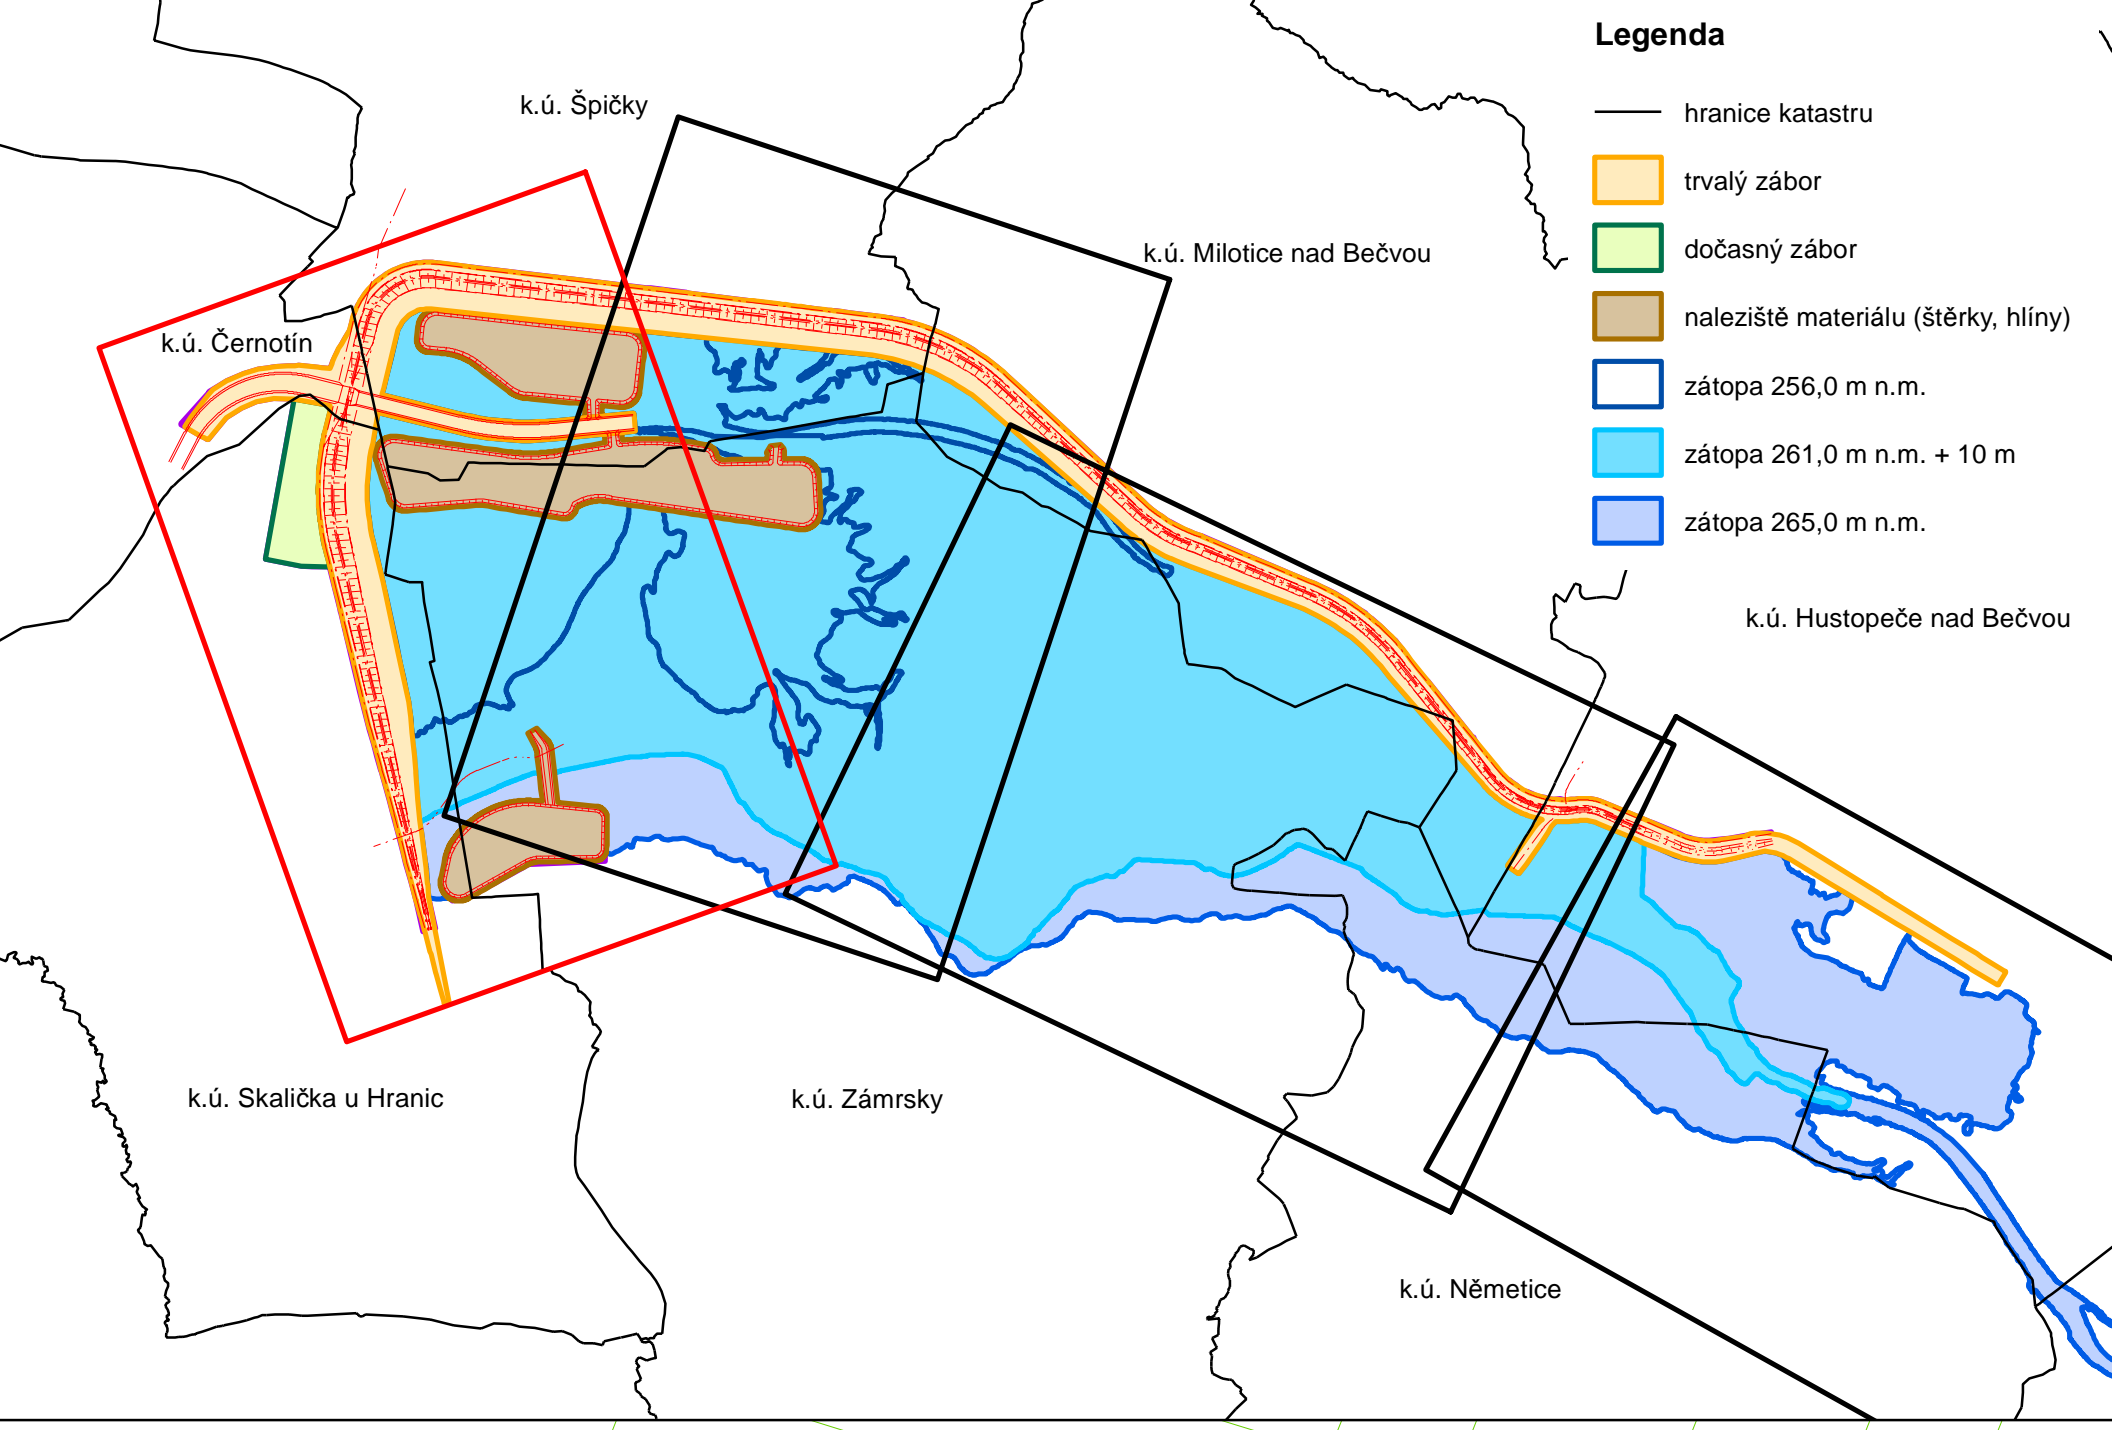 Legenda
hranice katastru
trvalý zábor
dočasný zábor
naleziště materiálu (štěrky, hlíny)
zátopa 256,0 m n.m.
zátopa 261,0 m n.m. + 10 m
zátopa 265,0 m n.m.
k.ú. Špičky
k.ú. Milotice nad Bečvou
k.ú. Černotín
k.ú. Hustopeče nad Bečvou
k.ú. Skalička u Hranic
k.ú. Zámrsky
k.ú. Němetice